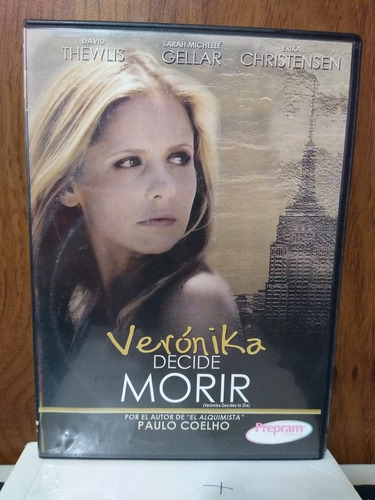 DAVID
THEWLIS
SARAH MICHELLE
GELLAR
ERIKA
CHRISTENSEN
Verónika
DECIDE
MORIR
(Veronika Decides to Die)
POR EL AUTOR DE "EL ALQUIMISTA"
PAULO COELHO
Prepram